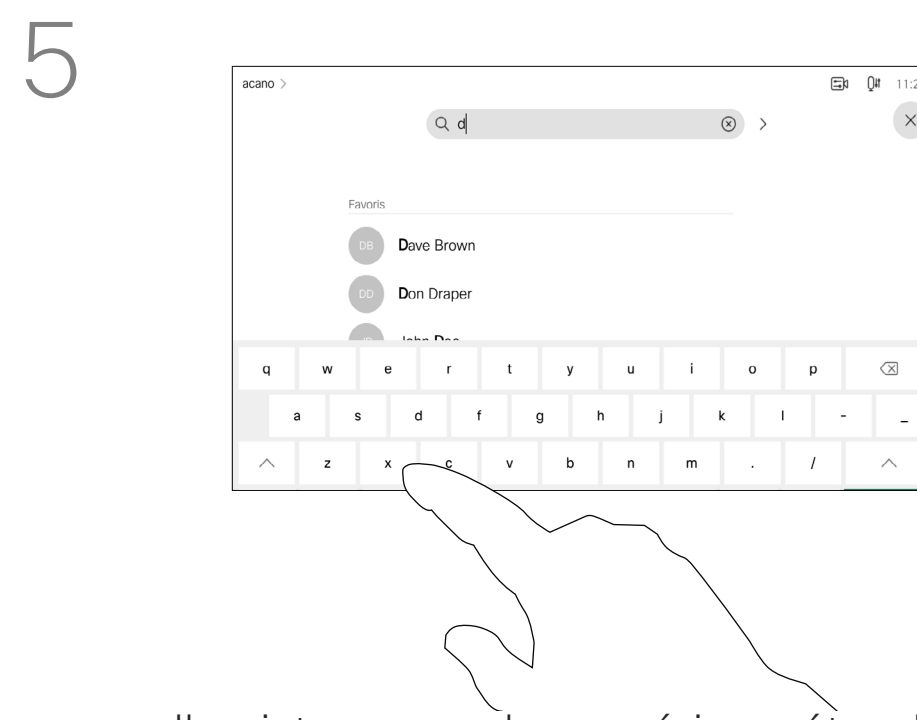 5
acano >
11:2
d
Favoris
DB Dave Brown
DD Don Draper
q w e r t y u i o p
a s d f g h j k l - _
z x c v b n m . /